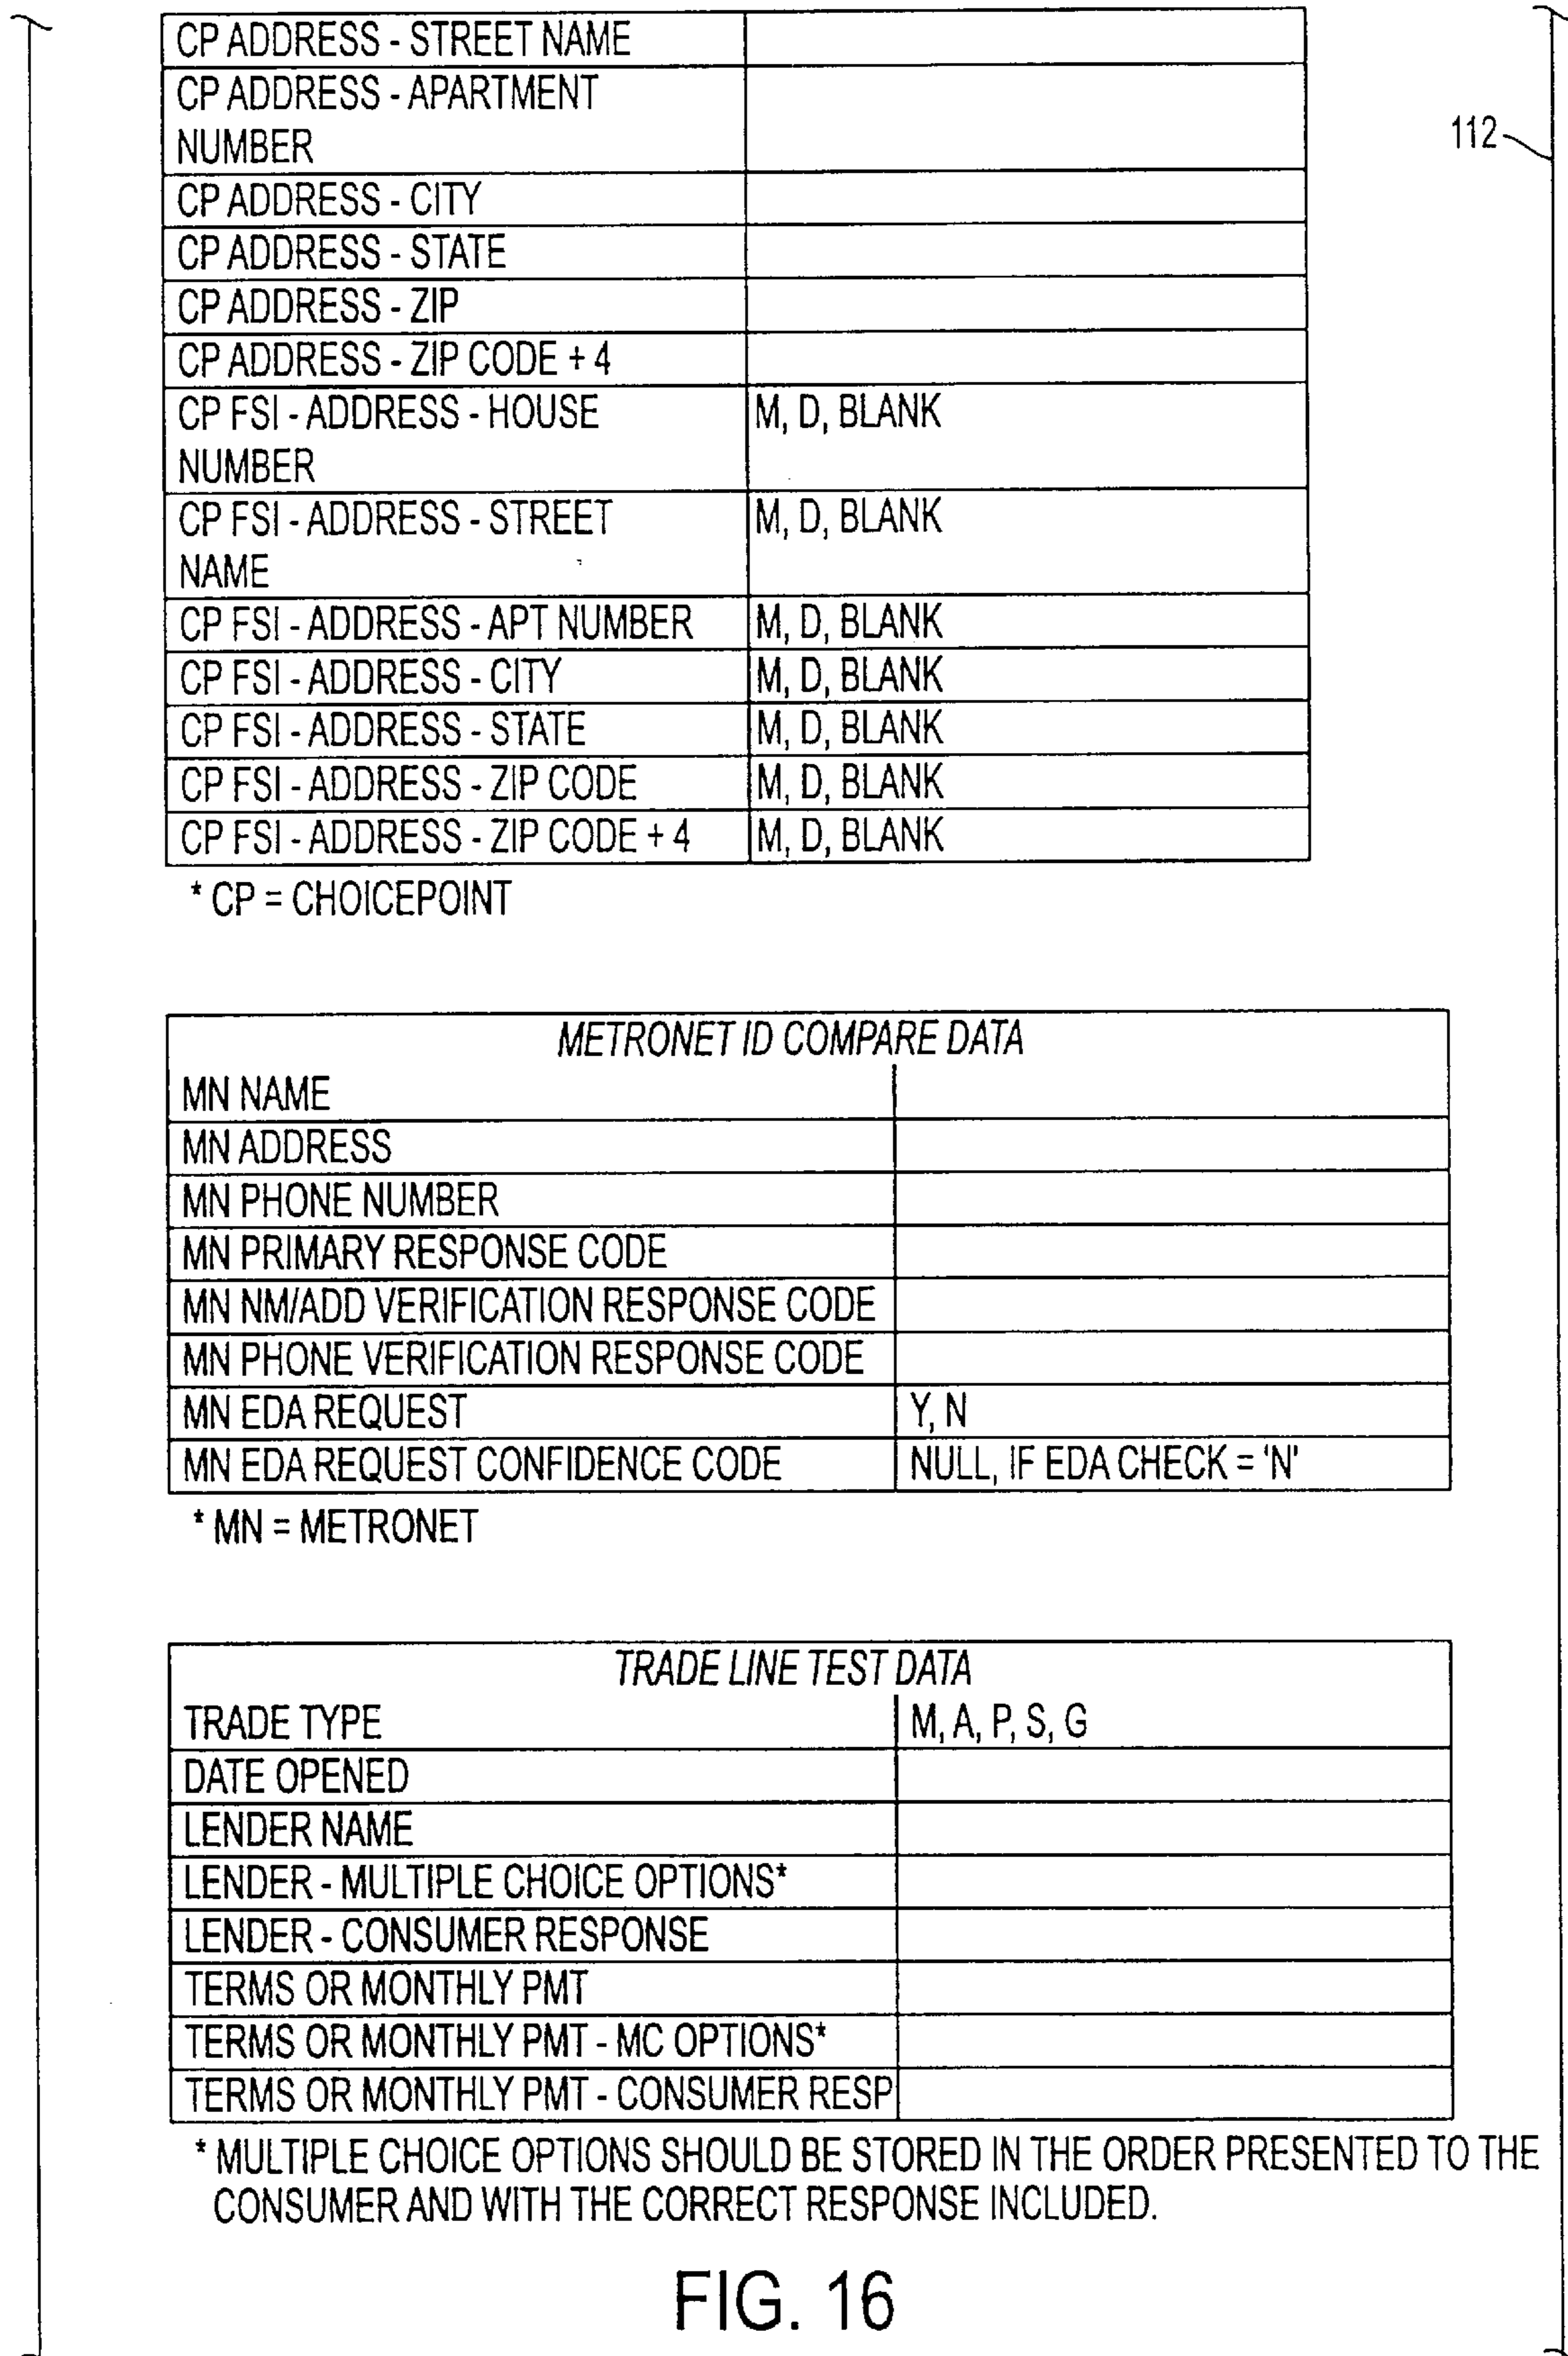 CP ADDRESS - STREET NAME
CP ADDRESS - APARTMENT
NUMBER
112
CP ADDRESS - CITY
CP ADDRESS - STATE
CP ADDRESS - ZIP
CP ADDRESS - ZIP CODE + 4
CP FSI - ADDRESS - HOUSE M, D, BLANK
NUMBER
CP FSI - ADDRESS - STREET M, D, BLANK
NAME
CP FSI - ADDRESS - APT NUMBER M, D, BLANK
CP FSI - ADDRESS - CITY M, D, BLANK
CP FSI - ADDRESS - STATE M, D, BLANK
CP FSI - ADDRESS - ZIP CODE M, D, BLANK
CP FSI - ADDRESS - ZIP CODE + 4 M, D, BLANK
* CP = CHOICEPOINT
METRONET ID COMPARE DATA
MN NAME
MN ADDRESS
MN PHONE NUMBER
MN PRIMARY RESPONSE CODE
MN NM/ADD VERIFICATION RESPONSE CODE
MN PHONE VERIFICATION RESPONSE CODE
MN EDA REQUEST Y, N
MN EDA REQUEST CONFIDENCE CODE NULL, IF EDA CHECK = 'N'
* MN = METRONET
TRADE LINE TEST DATA
TRADE TYPE M, A, P, S, G
DATE OPENED
LENDER NAME
LENDER - MULTIPLE CHOICE OPTIONS*
LENDER - CONSUMER RESPONSE
TERMS OR MONTHLY PMT
TERMS OR MONTHLY PMT - MC OPTIONS*
TERMS OR MONTHLY PMT - CONSUMER RESP
* MULTIPLE CHOICE OPTIONS SHOULD BE STORED IN THE ORDER PRESENTED TO THE
CONSUMER AND WITH THE CORRECT RESPONSE INCLUDED.
FIG. 16